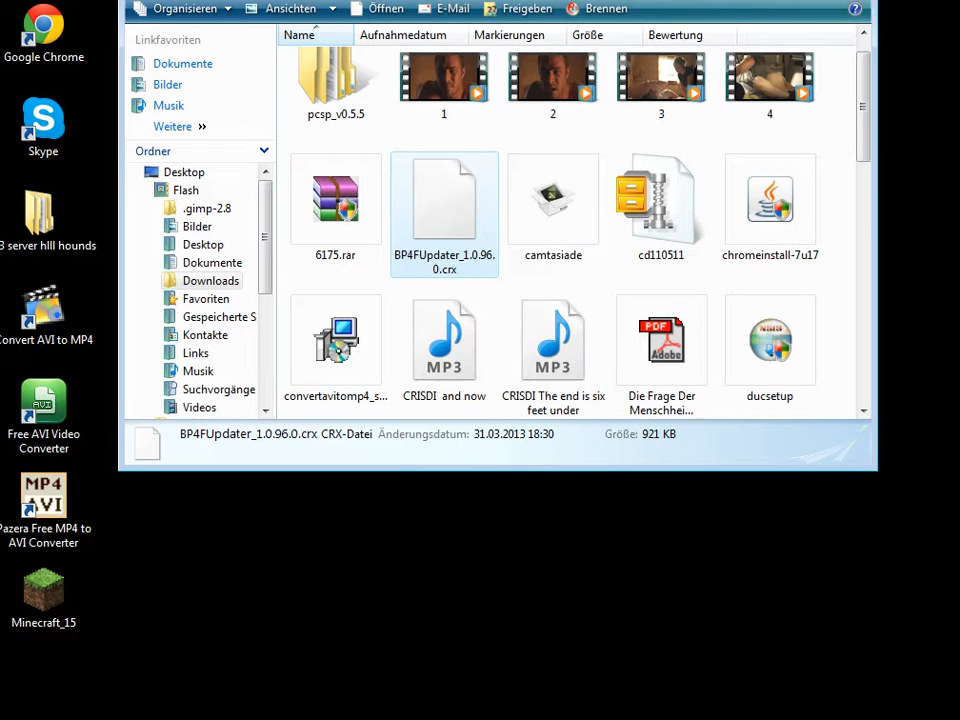 Organisieren
Ansichten
Öffnen
E-Mail
Freigeben
Brennen
Google Chrome
Skype
3 server hIll hounds
Convert AVI to MP4
Free AVI Video
Converter
MP4
AVI
Pazera Free MP4 to
AVI Converter
Minecraft_15
Linkfavoriten
Dokumente
Bilder
Musik
Weitere »
Ordner
Desktop
Flash
.gimp-2.8
Bilder
Desktop
Dokumente
Downloads
Favoriten
Gespeicherte S
Kontakte
Links
Musik
Suchvorgänge
Videos
Name
Aufnahmedatum
Markierungen
Größe
Bewertung
pcsp_v0.5.5
1
2
3
4
6175.rar
BP4FUpdater_1.0.96.
0.crx
camtasiade
cd110511
chromeinstall-7u17
convertavitomp4_s...
MP3
CRISDI and now
MP3
CRISDI The end is six
feet under
PDF
Adobe
Die Frage Der
Menschhei...
NSIS
ducsetup
BP4FUpdater_1.0.96.0.crx CRX-Datei
Änderungsdatum: 31.03.2013 18:30
Größe: 921 KB